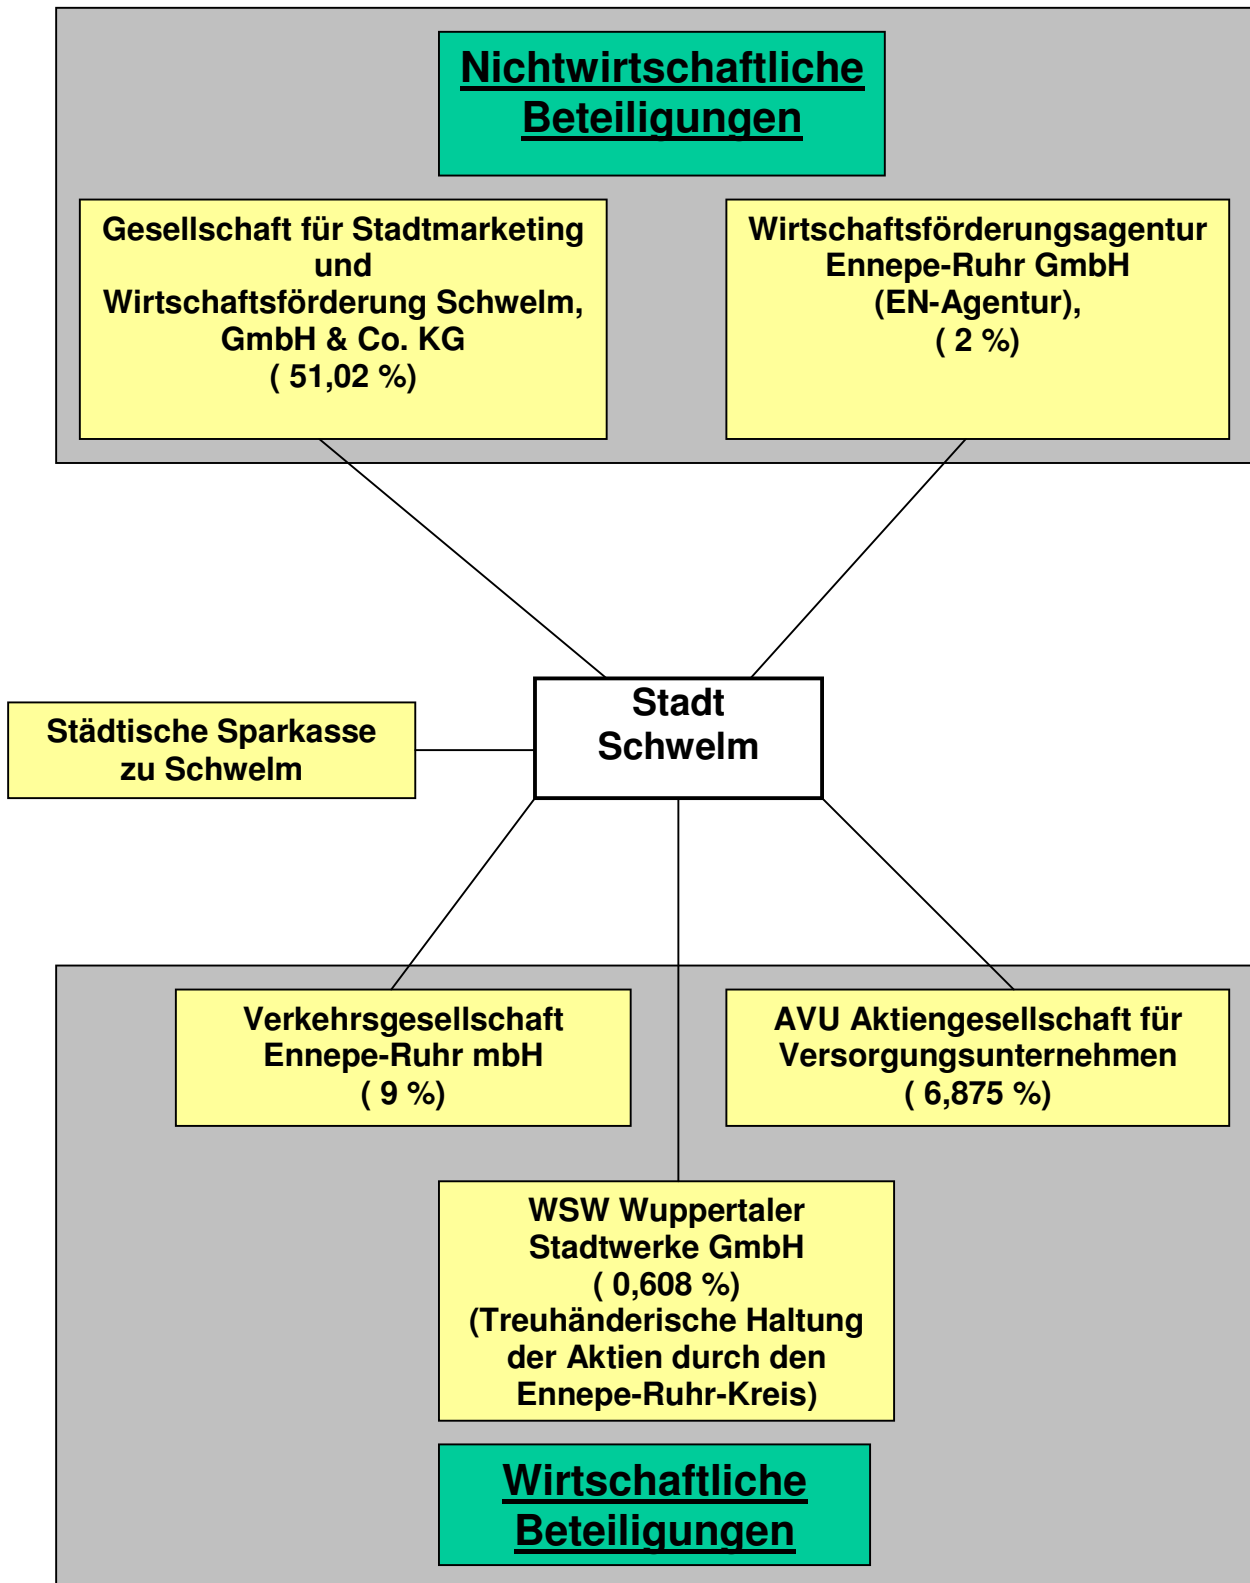 Nichtwirtschaftliche
Beteiligungen
Gesellschaft für Stadtmarketing
und
Wirtschaftsförderung Schwelm,
GmbH & Co. KG
( 51,02 %)
Wirtschaftsförderungsagentur
Ennepe-Ruhr GmbH
(EN-Agentur),
( 2 %)
Stadt
Schwelm
Städtische Sparkasse
zu Schwelm
Verkehrsgesellschaft
Ennepe-Ruhr mbH
( 9 %)
AVU Aktiengesellschaft für
Versorgungsunternehmen
( 6,875 %)
WSW Wuppertaler
Stadtwerke GmbH
( 0,608 %)
(Treuhänderische Haltung
der Aktien durch den
Ennepe-Ruhr-Kreis)
Wirtschaftliche
Beteiligungen